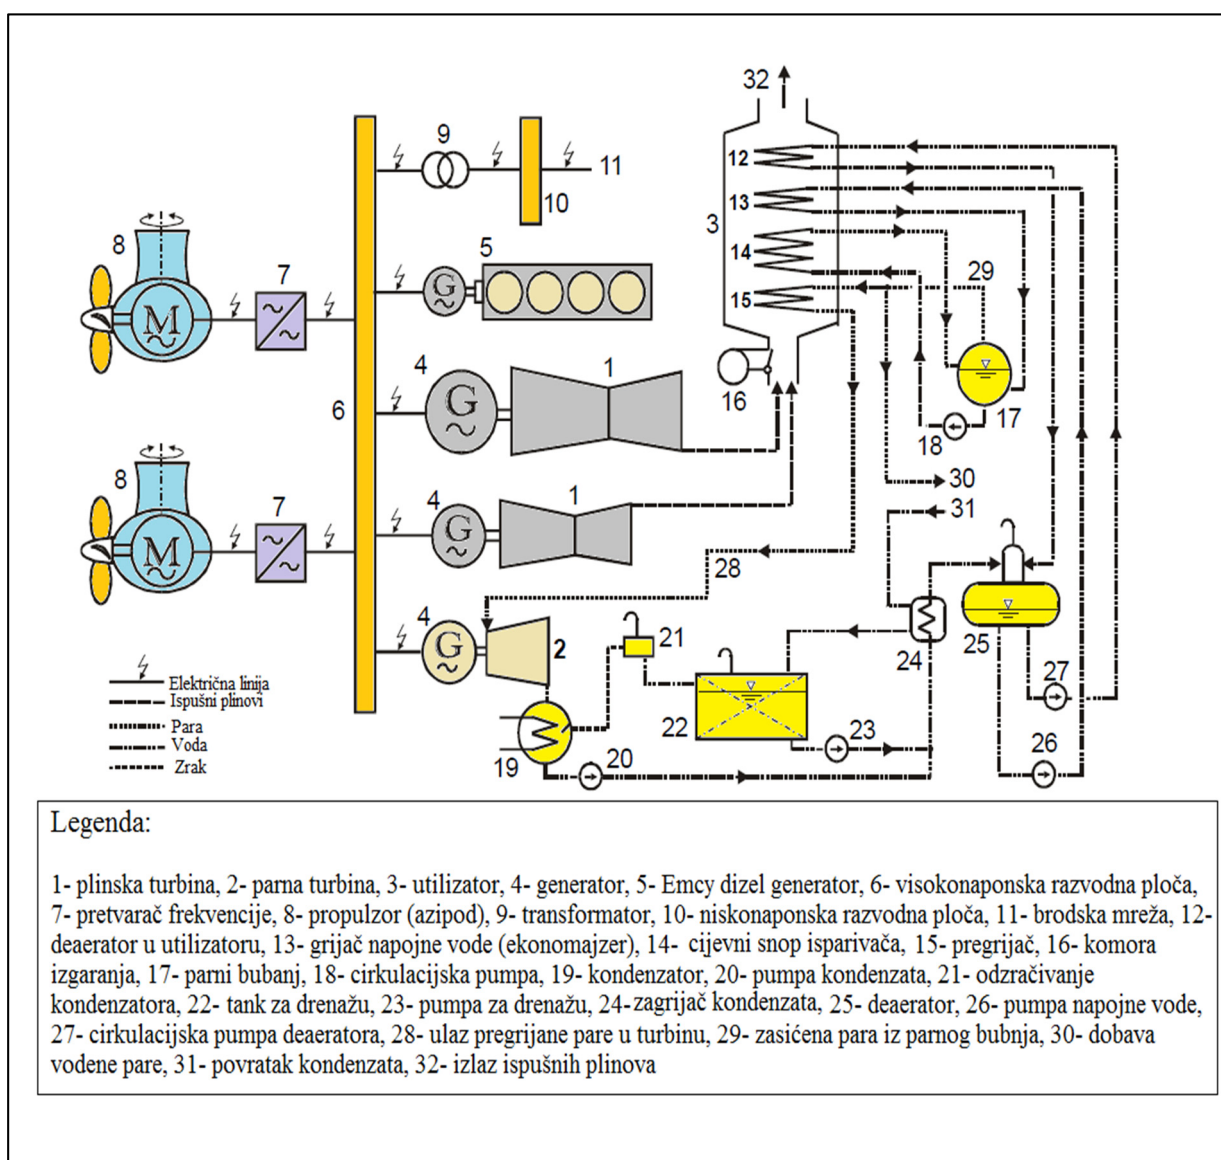 32
9
12
11
10
13
3
8
5
14
7
29
15
G
M
4
1
16
17
6
G
18
30
8
7
4
1
31
G
M
28
4
25
21
2
24
27
G
Električna linija
Ispušni plinovi
Para
22
23
26
Voda
19
20
Zrak
Legenda:
1- plinska turbina, 2- parna turbina, 3- utilizator, 4- generator, 5- Emcy dizel generator, 6- visokonaponska razvodna ploča,
7- pretvarač frekvencije, 8- propulzor (azipod), 9- transformator, 10- niskonaponska razvodna ploča, 11- brodska mreža, 12-
deaerator u utilizatoru, 13- grijač napojne vode (ekonomajzer), 14- cijevni snop isparivača, 15- pregrijač, 16- komora
izgaranja, 17- parni bubanj, 18- cirkulacijska pumpa, 19- kondenzator, 20- pumpa kondenzata, 21- odzračivanje
kondenzatora, 22- tank za drenažu, 23- pumpa za drenažu, 24-zagrijač kondenzata, 25- deaerator, 26- pumpa napojne vode,
27- cirkulacijska pumpa deaeratora, 28- ulaz pregrijane pare u turbinu, 29- zasićena para iz parnog bubnja, 30- dobava
vodene pare, 31- povratak kondenzata, 32- izlaz ispušnih plinova